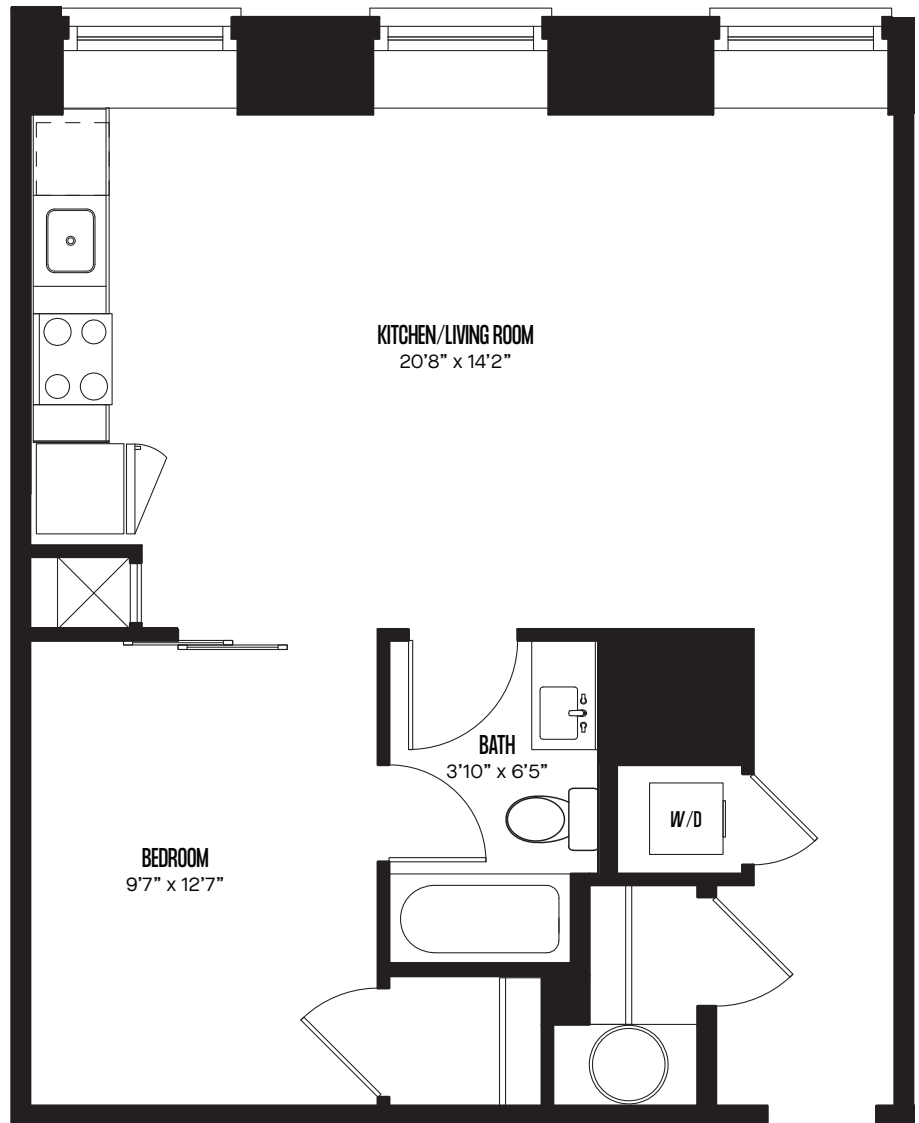 KITCHEN/LIVING ROOM
20’8” x 14’2”
BATH
3’10” x 6’5”
W/D
BEDROOM
9’7” x 12’7”